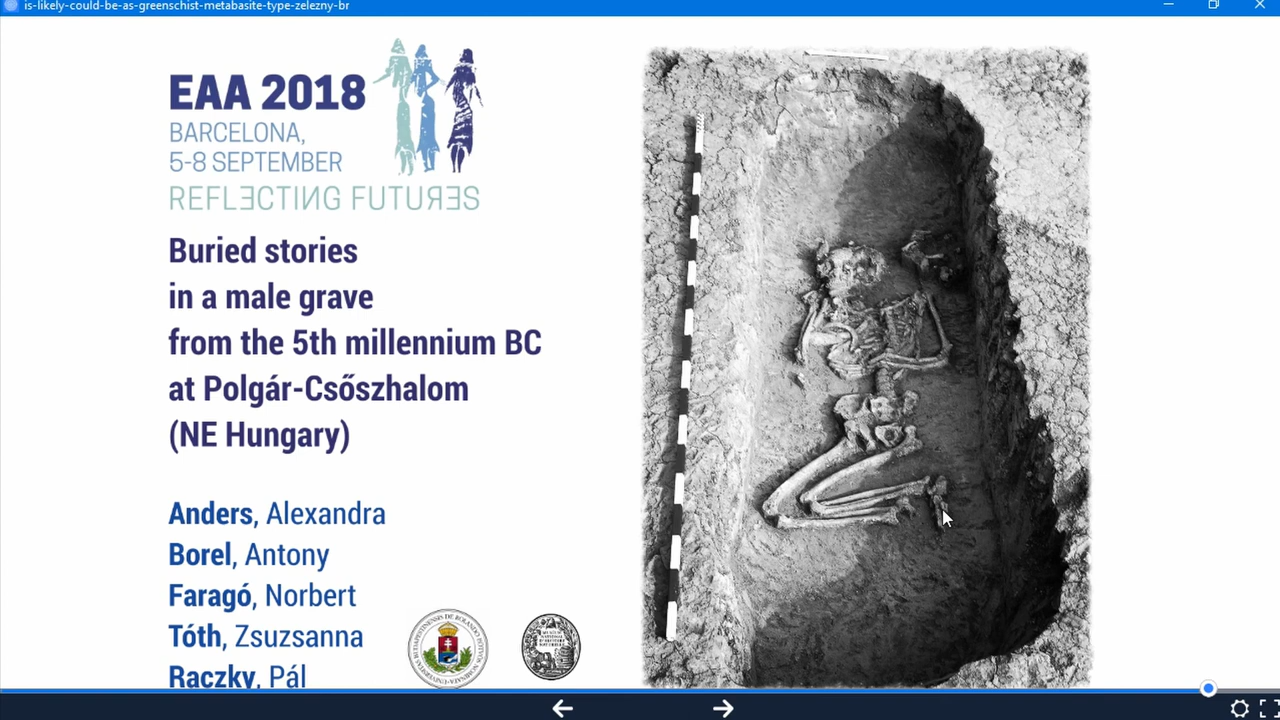 is-likely-could-be-as-greenschist-metabasite-type-zelezny-br
EAA 2018
BARCELONA,
5-8 SEPTEMBER
REFLECTING FUTURES
Buried stories
in a male grave
from the 5th millennium BC
at Polgár-Csőszhalom
(NE Hungary)
Anders, Alexandra
Borel, Antony
Faragó, Norbert
Tóth, Zsuzsanna
Raczky, Pál